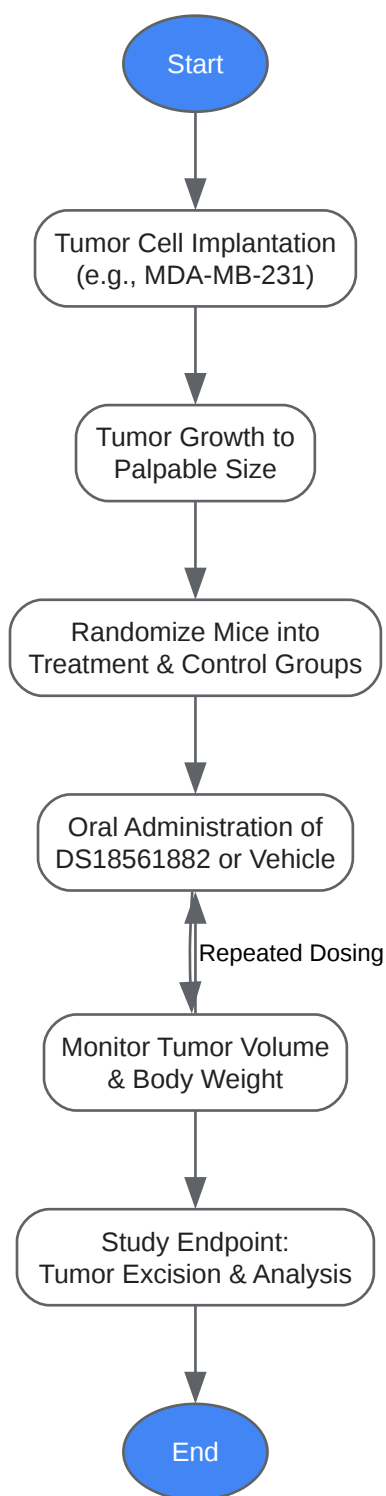 Start
Tumor Cell Implantation
(e.g., MDA-MB-231)
Tumor Growth to
Palpable Size
Randomize Mice into
Treatment & Control Groups
Oral Administration of
DS18561882 or Vehicle
Repeated Dosing
Monitor Tumor Volume
& Body Weight
Study Endpoint:
Tumor Excision & Analysis
End